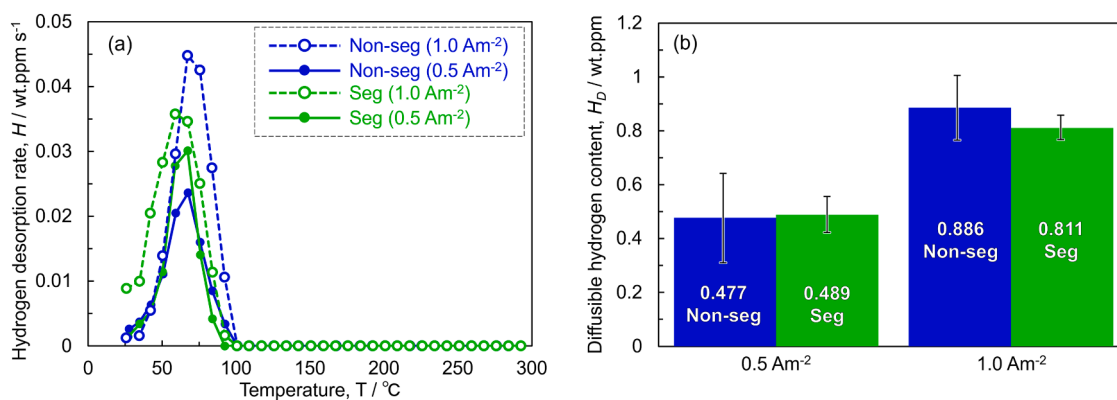 (a)
Hydrogen desorption rate, H / wt.ppm s⁻¹
0.05
0.04
0.03
0.02
0.01
0
Non-seg (1.0 Am⁻²)
Non-seg (0.5 Am⁻²)
Seg (1.0 Am⁻²)
Seg (0.5 Am⁻²)
0
50
100
150
200
250
300
Temperature, T / °C
(b)
Diffusible hydrogen content, H_D / wt.ppm
1.2
1
0.8
0.6
0.4
0.2
0
0.477
Non-seg
0.489
Seg
0.886
Non-seg
0.811
Seg
0.5 Am⁻²
1.0 Am⁻²